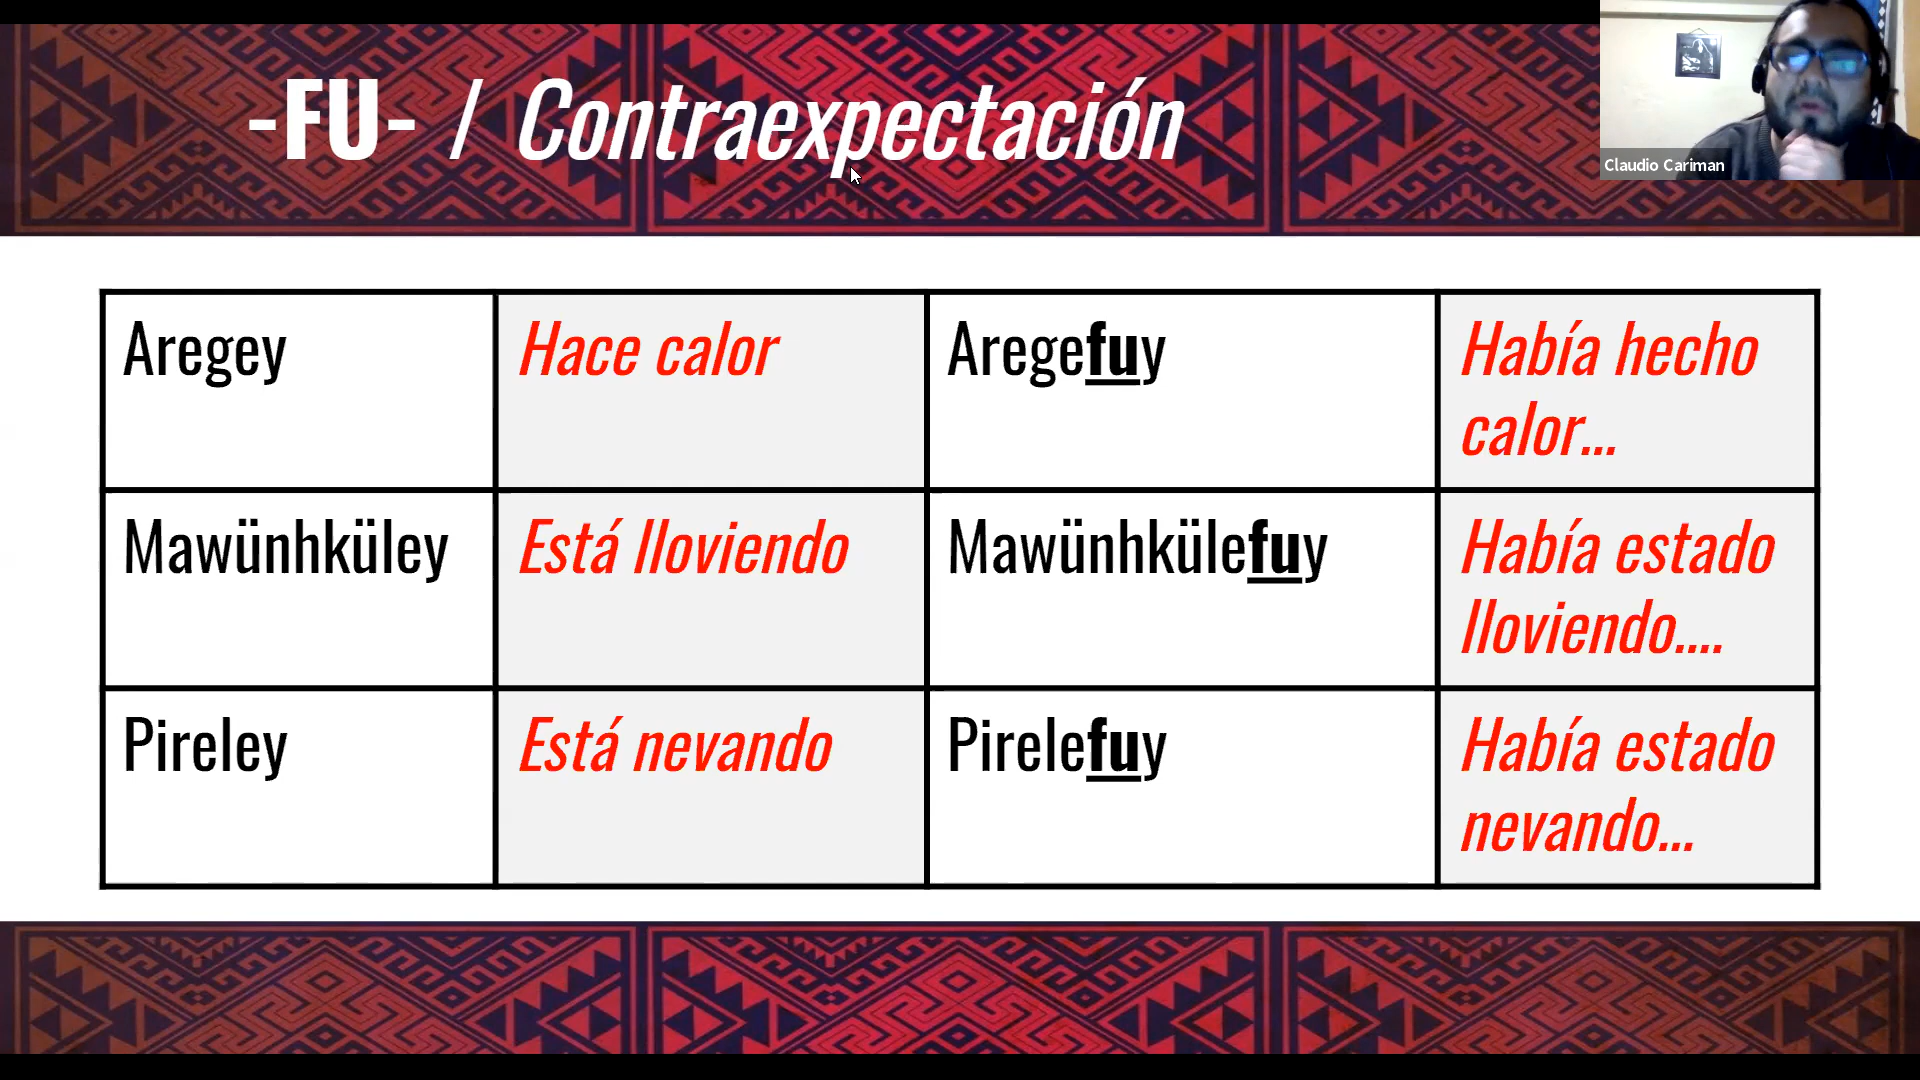 -FU- / Contraexpectación
Claudio Cariman
Aregey
Hace calor
Aregefuy
Había hecho
calor...
Mawünhküley
Está lloviendo
Mawünhkülefuy
Había estado
lloviendo....
Pireley
Está nevando
Pirelefuy
Había estado
nevando...